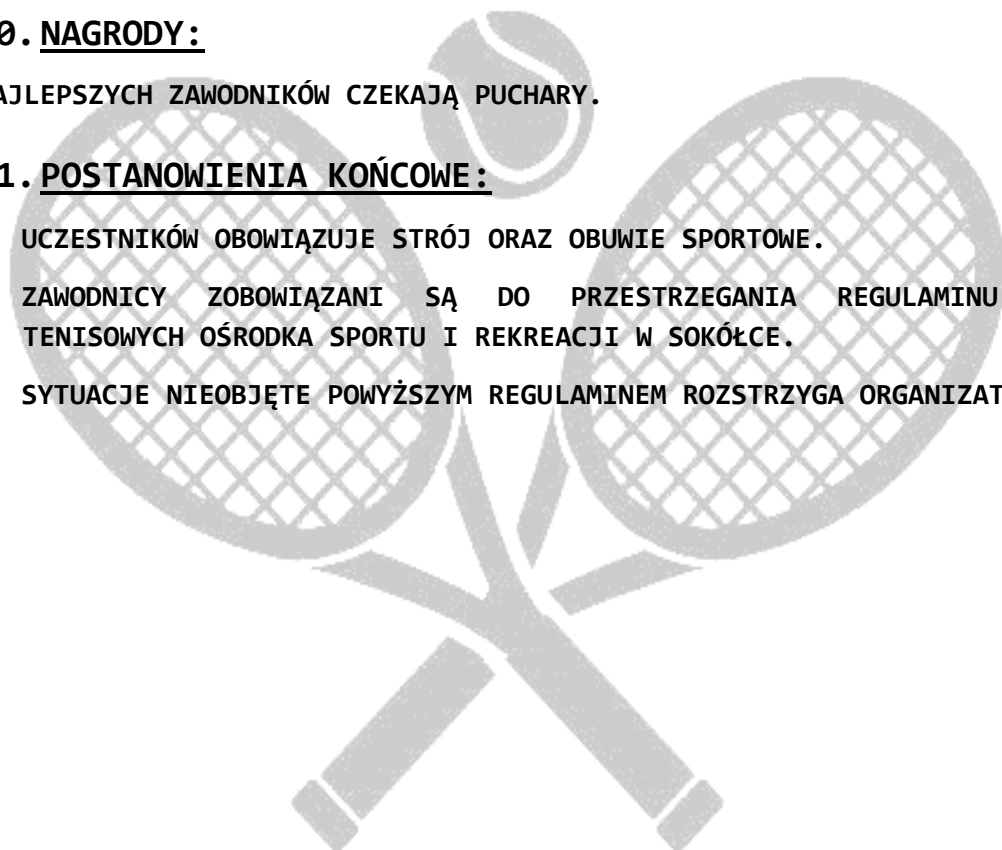 0. NAGRODY:
AJLEPSZYCH ZAWODNIKÓW CZEKAJĄ PUCHARY.
1. POSTANOWIENIA KOŃCOWE:
UCZESTNIKÓW OBOWIĄZUJE STRÓJ ORAZ OBUWIE SPORTOWE.
ZAWODNICY ZOBOWIĄZANI SĄ DO PRZESTRZEGANIA REGULAMINU
TENISOWYCH OŚRODKA SPORTU I REKREACJI W SOKÓŁCE.
SYTUACJE NIEOBJĘTE POWYŻSZYM REGULAMINEM ROZSTRZYGA ORGANIZAT